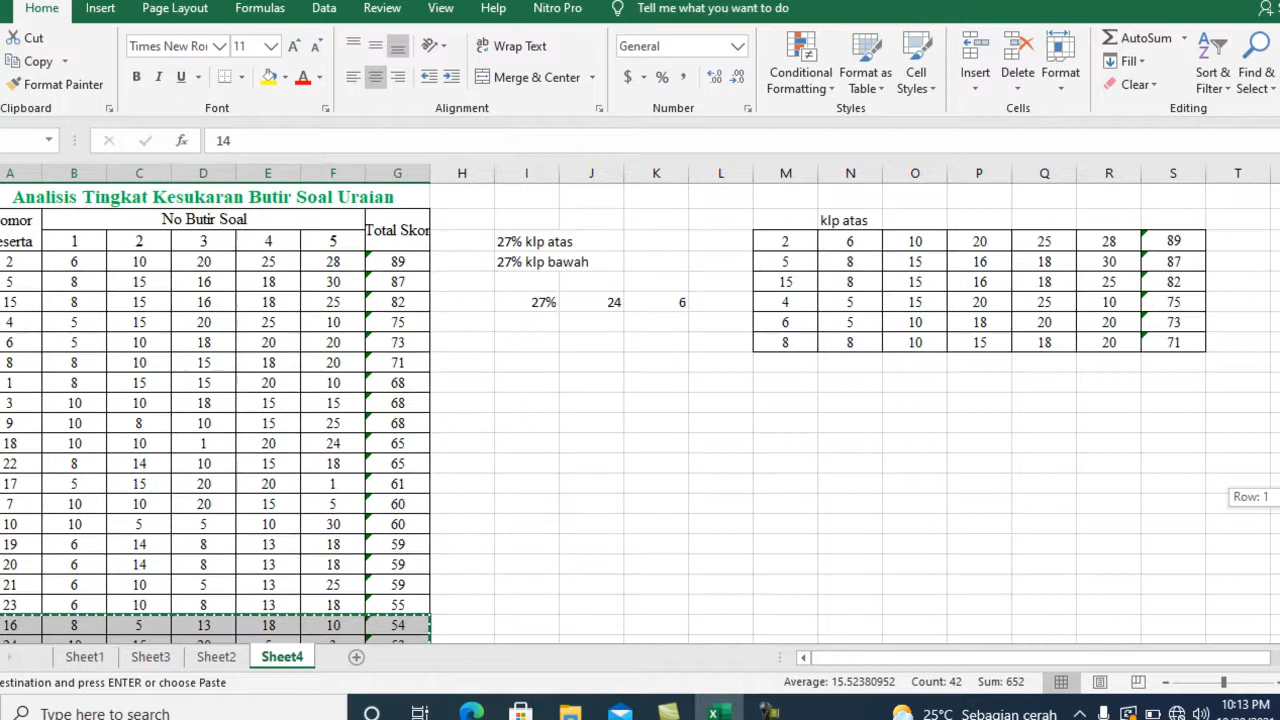 Home Insert Page Layout Formulas Data Review View Help Nitro Pro Tell me what you want to do
Cut
Copy
Format Painter
Clipboard
Times New Ro 11
B I U A
Font
Wrap Text
Merge & Center
Alignment
General
$ % ,
Number
Conditional Formatting
Format as Table
Cell Styles
Styles
Insert Delete Format
Cells
AutoSum
Fill
Clear
Sort & Filter
Find & Select
Editing
fx 14
A B C D E F G H I J K L M N O P Q R S T
Analisis Tingkat Kesukaran Butir Soal Uraian
omor No Butir Soal Total Skor klp atas
eserta 1 2 3 4 5 27% klp atas 2 6 10 20 25 28 89
2 6 10 20 25 28 89 27% klp bawah 5 8 15 16 18 30 87
5 8 15 16 18 30 87 15 8 15 16 18 25 82
15 8 15 16 18 25 82 27% 24 6 4 5 15 20 25 10 75
4 5 15 20 25 10 75 6 5 10 18 20 20 73
6 5 10 18 20 20 73 8 8 10 15 18 20 71
8 8 10 15 18 20 71
1 8 15 15 20 10 68
3 10 10 18 15 15 68
9 10 8 10 15 25 68
18 10 10 1 20 24 65
22 8 14 10 15 18 65
17 5 15 20 20 1 61
7 10 10 20 15 5 60 Row: 1
10 10 5 5 10 30 60
19 6 14 8 13 18 59
20 6 14 8 13 18 59
21 6 10 5 13 25 59
23 6 10 8 13 18 55
16 8 5 13 18 10 54
Sheet1 Sheet3 Sheet2 Sheet4
estination and press ENTER or choose Paste Average: 15.52380952 Count: 42 Sum: 652
Type here to search 25°C Sebagian cerah 10:13 PM